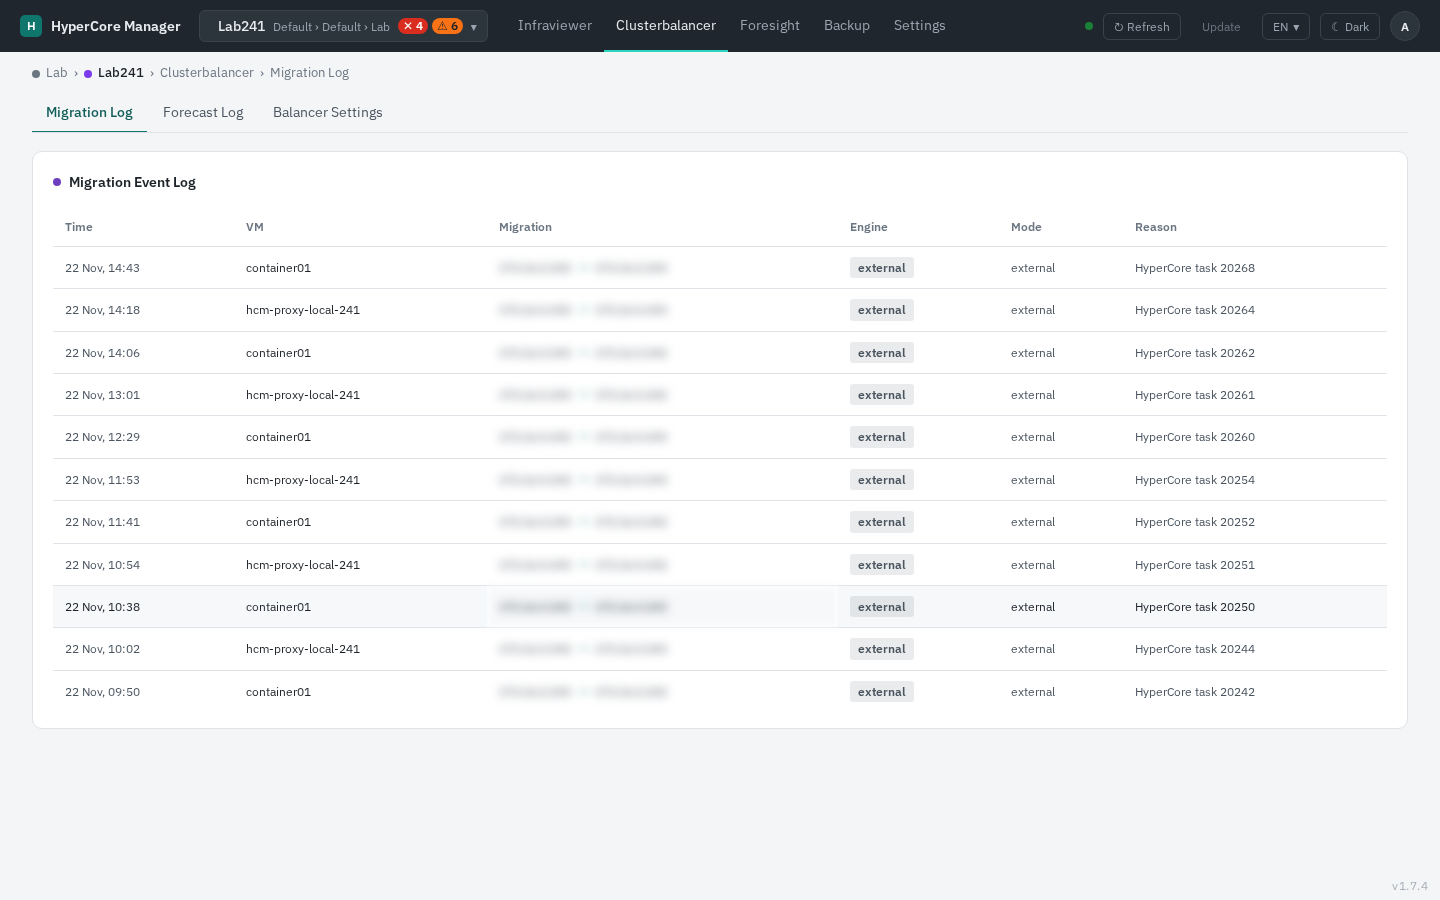 H HyperCore Manager Lab241 Default › Default › Lab ✕ 4 ⚠ 6 ▾ Infraviewer Clusterbalancer Foresight Backup Settings ↻ Refresh Update EN ▾ ☾ Dark A
Lab › Lab241 › Clusterbalancer › Migration Log
Migration Log Forecast Log Balancer Settings
Migration Event Log
Time VM Migration Engine Mode Reason
22 Nov, 14:43 container01 external external HyperCore task 20268
22 Nov, 14:18 hcm-proxy-local-241 external external HyperCore task 20264
22 Nov, 14:06 container01 external external HyperCore task 20262
22 Nov, 13:01 hcm-proxy-local-241 external external HyperCore task 20261
22 Nov, 12:29 container01 external external HyperCore task 20260
22 Nov, 11:53 hcm-proxy-local-241 external external HyperCore task 20254
22 Nov, 11:41 container01 external external HyperCore task 20252
22 Nov, 10:54 hcm-proxy-local-241 external external HyperCore task 20251
22 Nov, 10:38 container01 external external HyperCore task 20250
22 Nov, 10:02 hcm-proxy-local-241 external external HyperCore task 20244
22 Nov, 09:50 container01 external external HyperCore task 20242
v1.7.4